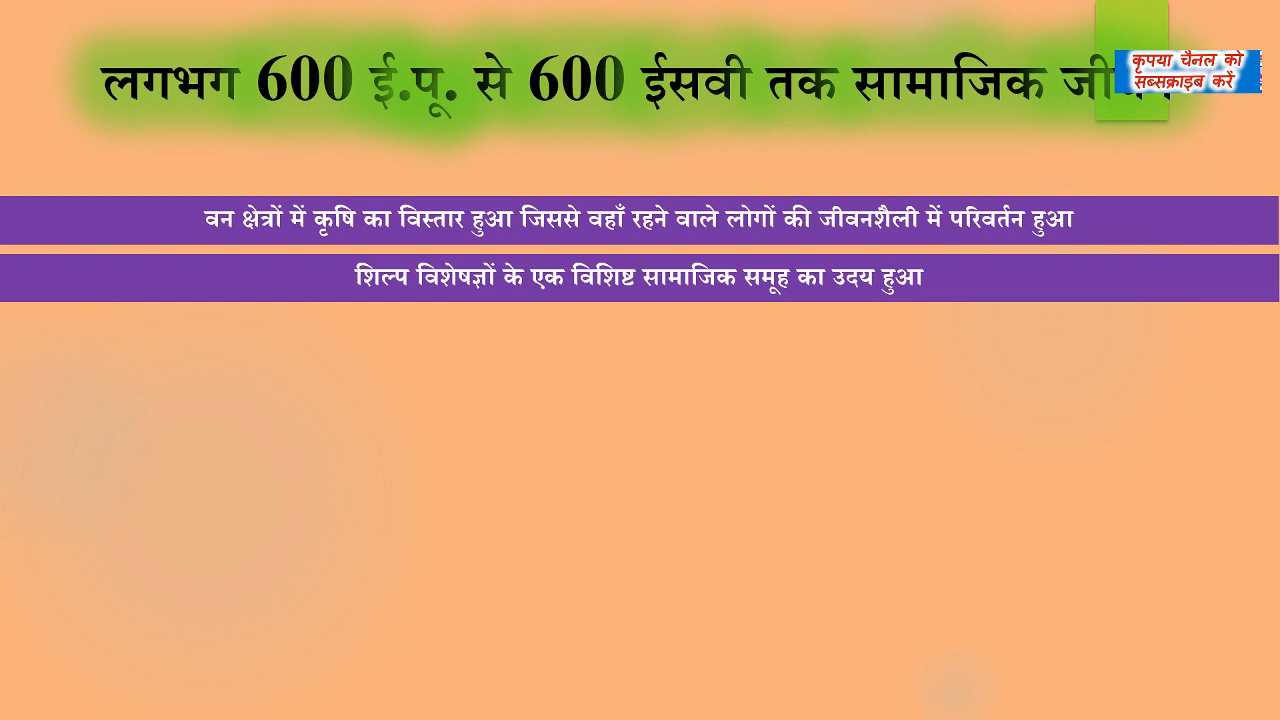 लगभग 600 ई.पू. से 600 ईसवी तक सामाजिक
कृपया चैनल को
सब्सक्राइब करें
वन क्षेत्रों में कृषि का विस्तार हुआ जिससे वहाँ रहने वाले लोगों की जीवनशैली में परिवर्तन हुआ
शिल्प विशेषज्ञों के एक विशिष्ट सामाजिक समूह का उदय हुआ